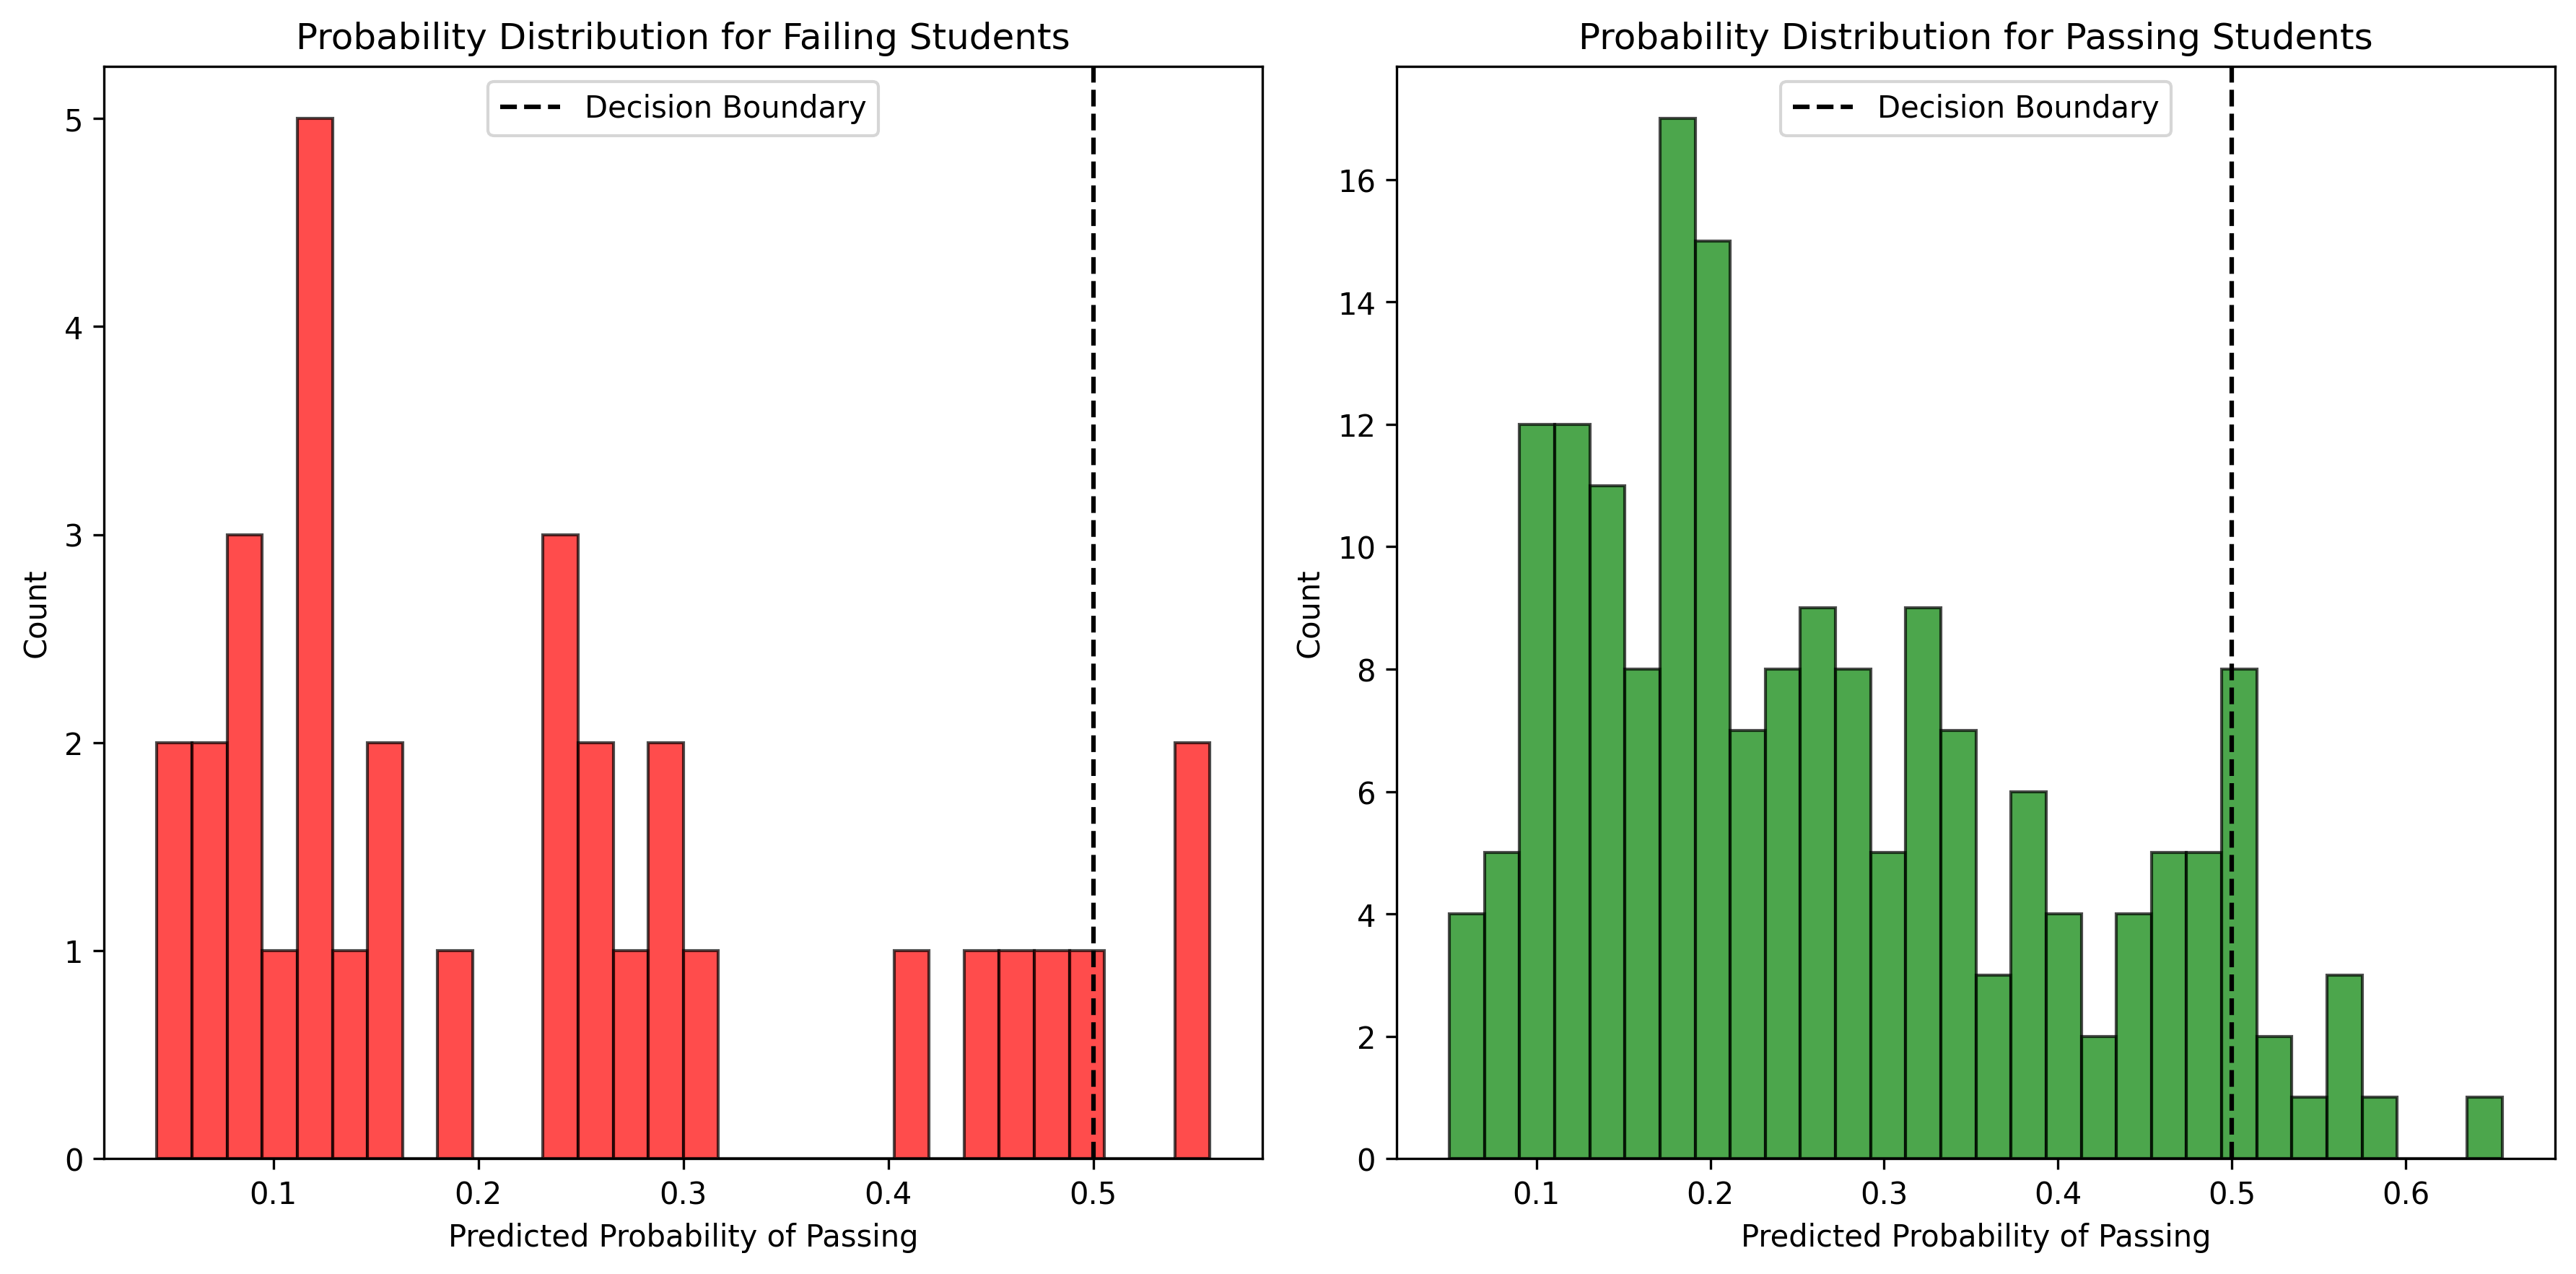 Probability Distribution for Failing Students
Decision Boundary
5
4
3
2
1
0
Count
0.1 0.2 0.3 0.4 0.5
Predicted Probability of Passing
Probability Distribution for Passing Students
Decision Boundary
16
14
12
10
8
6
4
2
0
Count
0.1 0.2 0.3 0.4 0.5 0.6
Predicted Probability of Passing